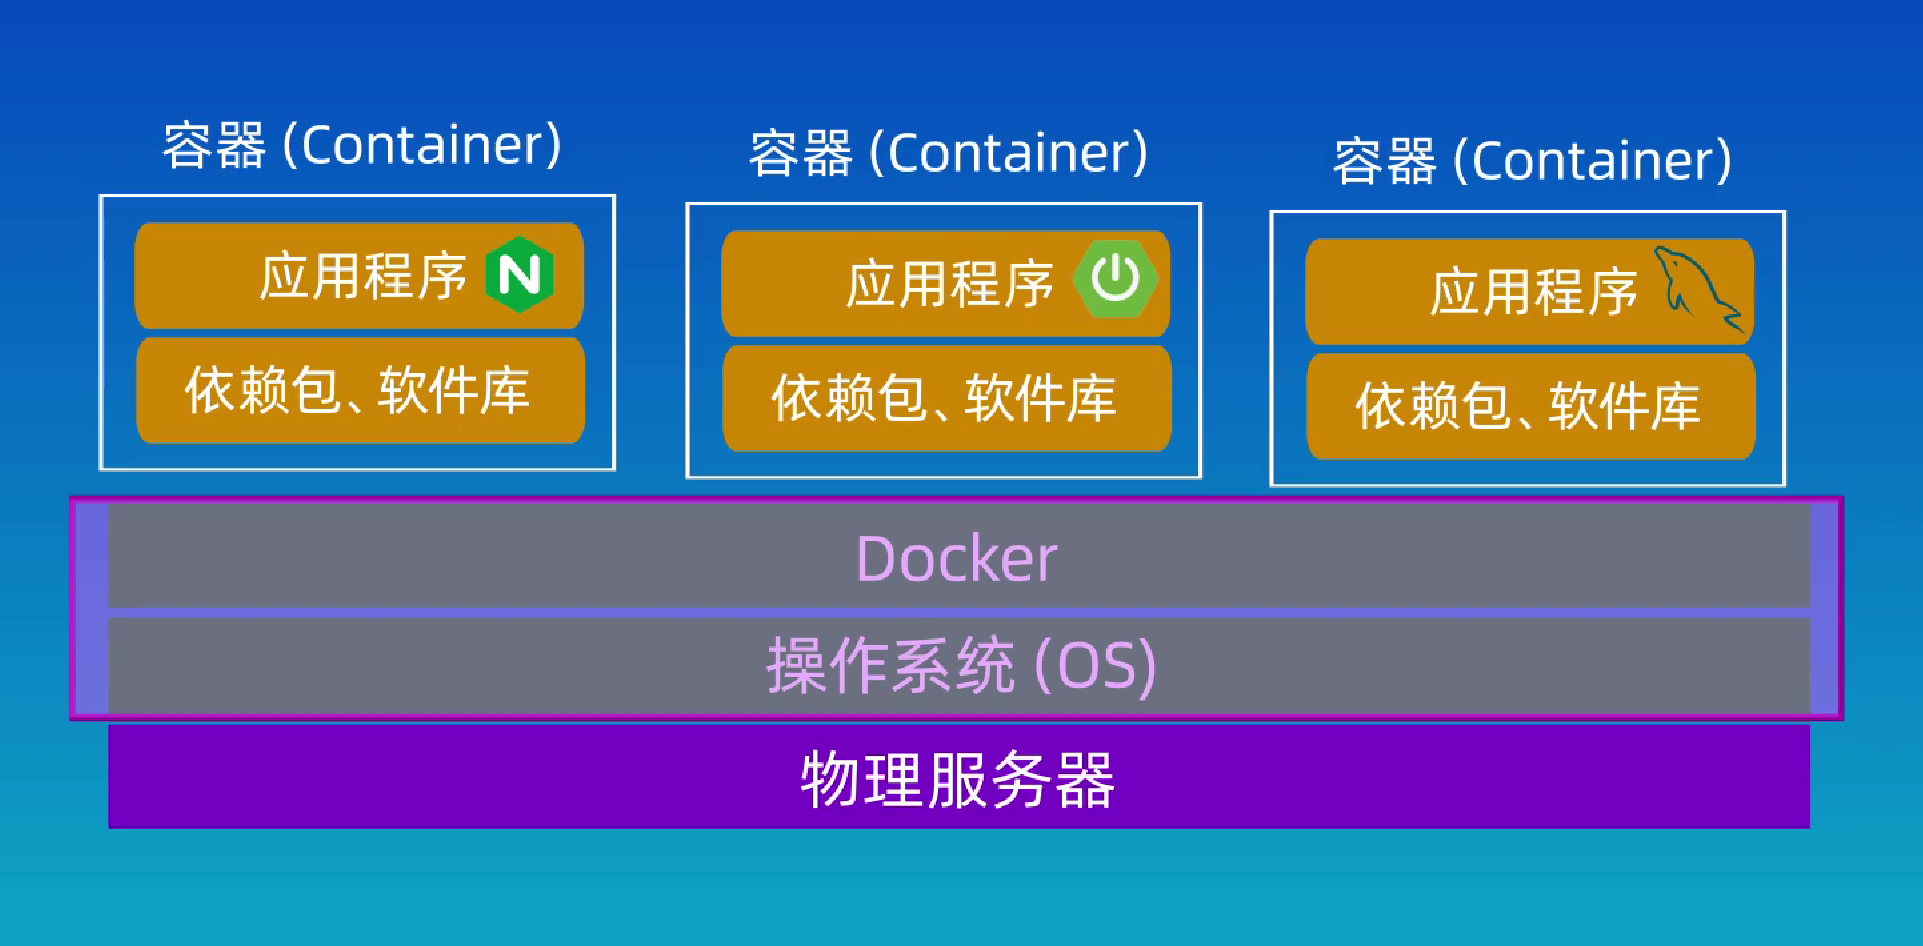 容器 (Container)
应用程序 N
依赖包、软件库
容器 (Container)
应用程序
依赖包、软件库
容器 (Container)
应用程序
依赖包、软件库
Docker
操作系统 (OS)
物理服务器